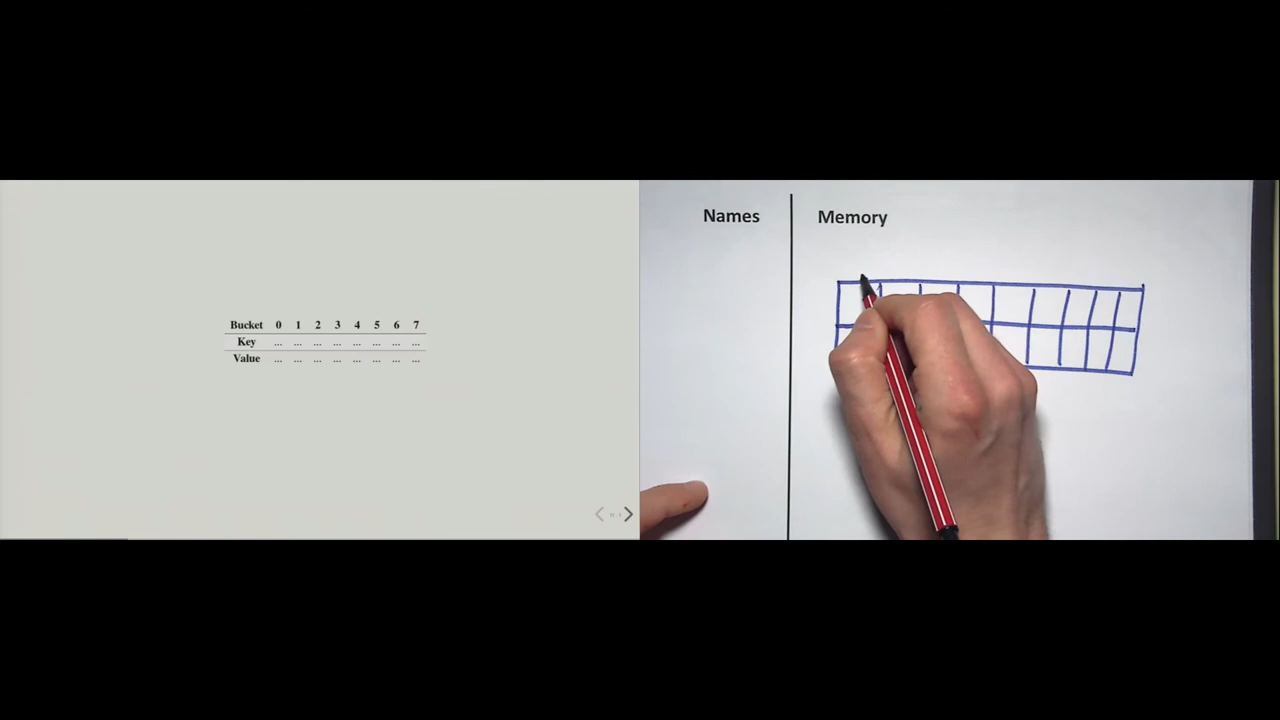 Bucket 0 1 2 3 4 5 6 7
Key ... ... ... ... ... ... ... ...
Value ... ... ... ... ... ... ... ...
Names
Memory